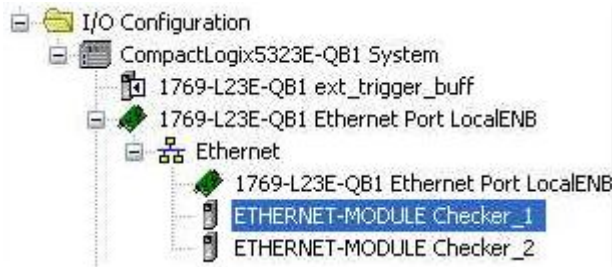 I/O Configuration
CompactLogix5323E-QB1 System
1769-L23E-QB1 ext_trigger_buff
1769-L23E-QB1 Ethernet Port LocalENB
Ethernet
1769-L23E-QB1 Ethernet Port LocalENB
ETHERNET-MODULE Checker_1
ETHERNET-MODULE Checker_2